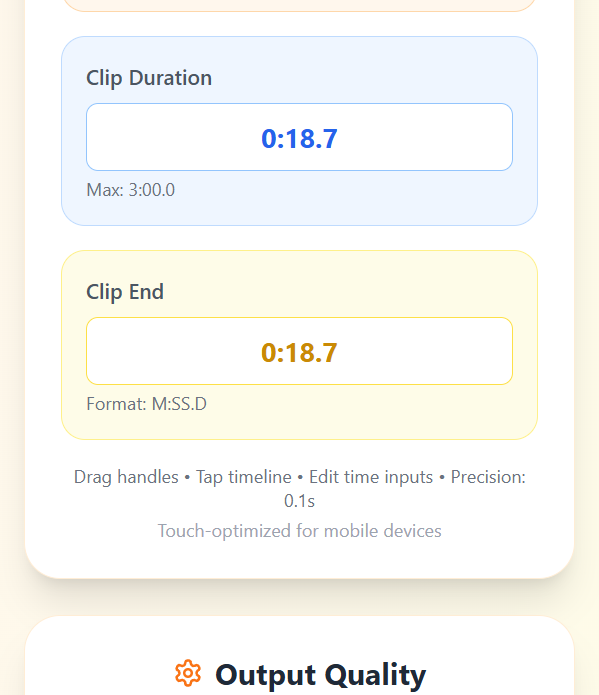 Clip Duration
0:18.7
Max: 3:00.0
Clip End
0:18.7
Format: M:SS.D
Drag handles • Tap timeline • Edit time inputs • Precision:
0.1s
Touch-optimized for mobile devices
Output Quality